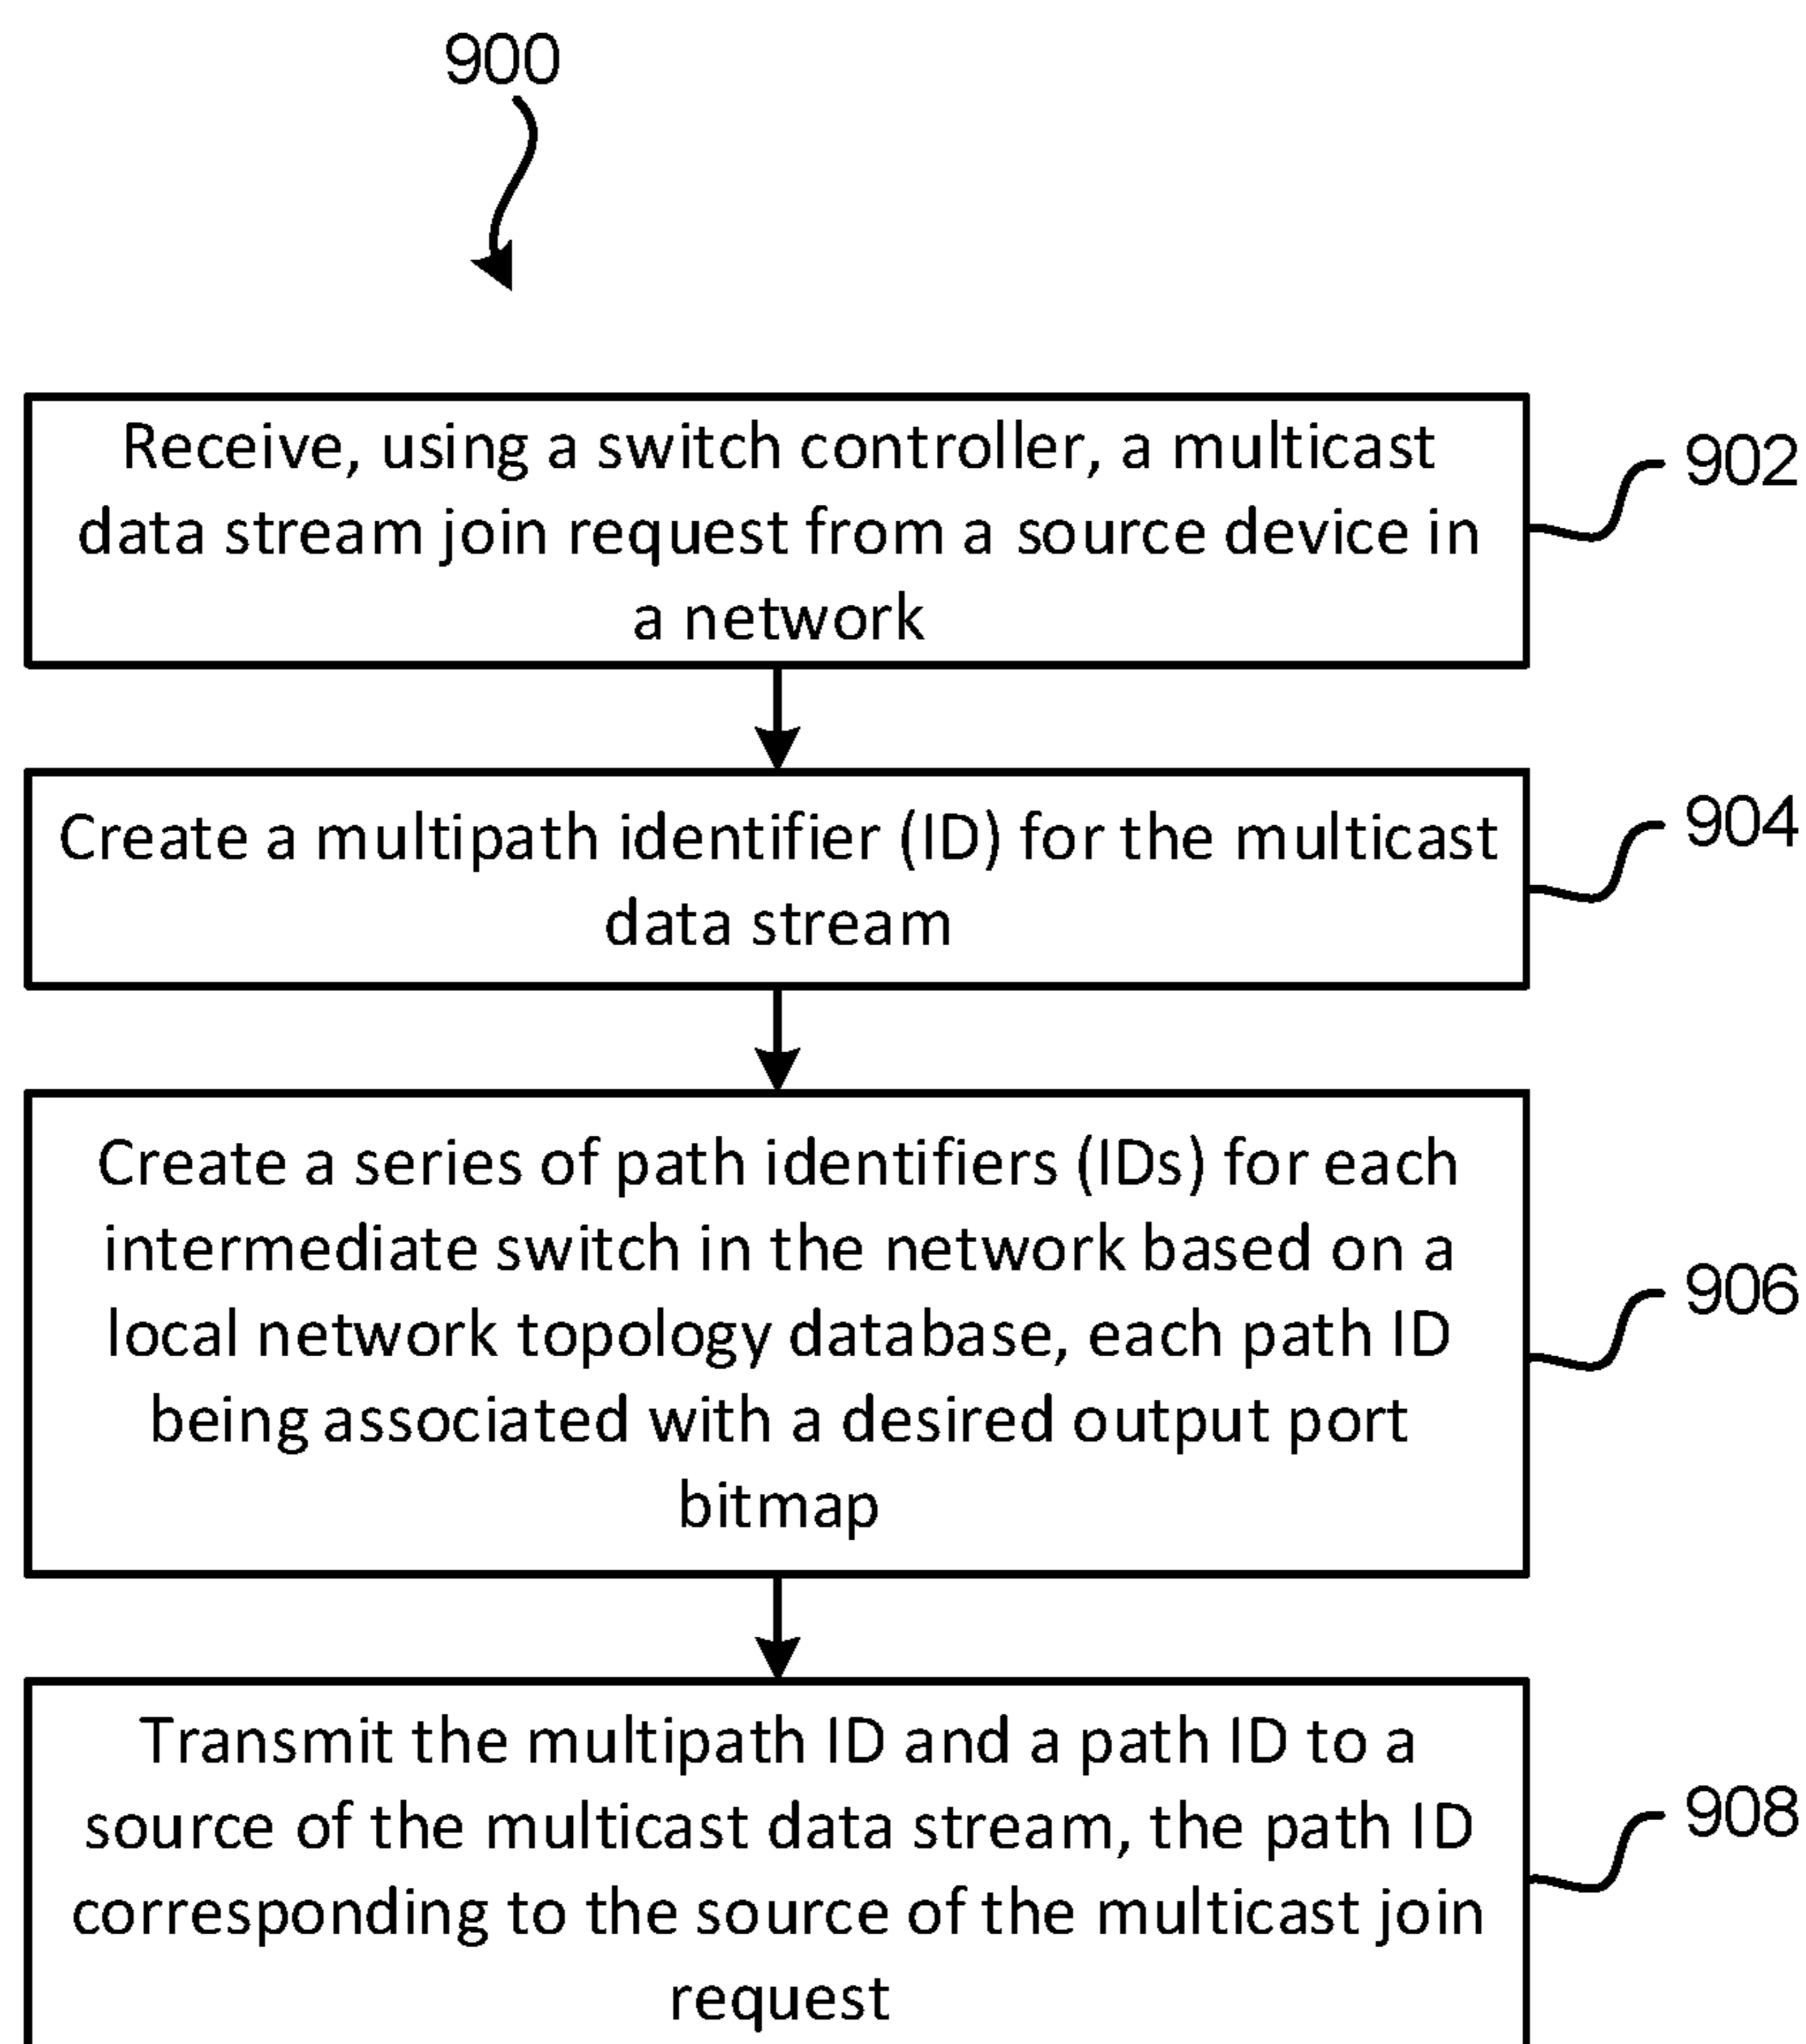 900
Receive, using a switch controller, a multicast
data stream join request from a source device in
a network
902
Create a multipath identifier (ID) for the multicast
data stream
904
Create a series of path identifiers (IDs) for each
intermediate switch in the network based on a
local network topology database, each path ID
being associated with a desired output port
bitmap
906
Transmit the multipath ID and a path ID to a
source of the multicast data stream, the path ID
corresponding to the source of the multicast join
request
908